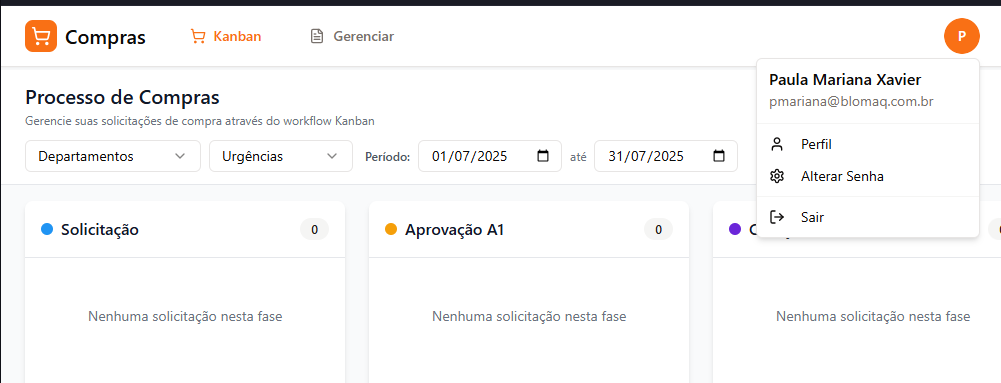 Compras
Kanban
Gerenciar
P
Paula Mariana Xavier
pmariana@blomaq.com.br
Perfil
Alterar Senha
Sair
Processo de Compras
Gerencie suas solicitações de compra através do workflow Kanban
Departamentos
Urgências
Período:
01/07/2025
até
31/07/2025
Solicitação
0
Aprovação A1
0
Nenhuma solicitação nesta fase
Nenhuma solicitação nesta fase
Nenhuma solicitação nesta fase